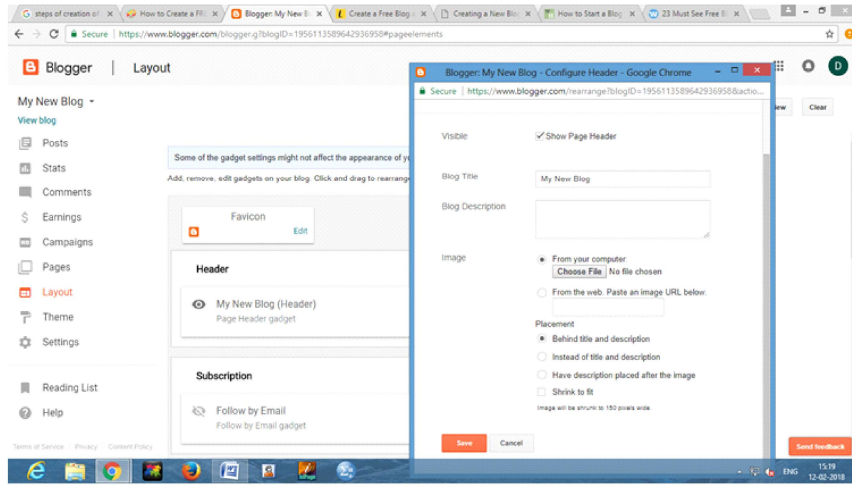 steps of creation of
How to Create a FRE
Blogger: My New Bl
Create a Free Blog
Creating a New Blo
How to Start a Blog
23 Must See Free B
Secure https://www.blogger.com/blogger.g?blogID=1956113589642936958#pageelements
Blogger Layout
My New Blog
View blog
Posts
Stats
Comments
Earnings
Campaigns
Pages
Layout
Theme
Settings
Reading List
Help
Terms of Service Privacy Content Policy
Some of the gadget settings might not affect the appearance of yo
Add, remove, edit gadgets on your blog. Click and drag to rearrang
Favicon
Edit
Header
My New Blog (Header)
Page Header gadget
Subscription
Follow by Email
Follow by Email gadget
Blogger: My New Blog - Configure Header - Google Chrome
Secure https://www.blogger.com/rearrange?blogID=1956113589642936958&actio...
Visible
Show Page Header
Blog Title
My New Blog
Blog Description
Image
From your computer:
Choose File No file chosen
From the web. Paste an image URL below.
Placement
Behind title and description
Instead of title and description
Have description placed after the image
Shrink to fit
Image will be shrunk to 150 pixels wide.
Save Cancel
D
iew Clear
Send feedback
ENG
15:19
12-02-2018